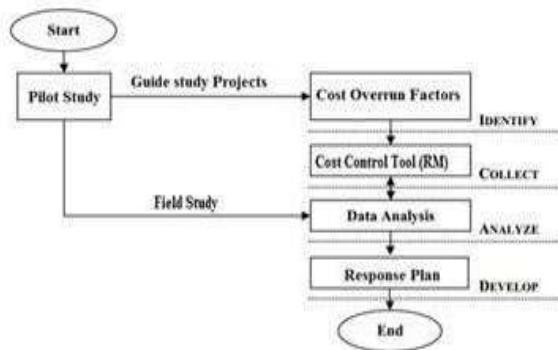 Start
Guide study Projects
Pilot Study
Cost Overrun Factors
IDENTIFY
Cost Control Tool (RM)
COLLECT
Field Study
Data Analysis
ANALYZE
Response Plan
DEVELOP
End